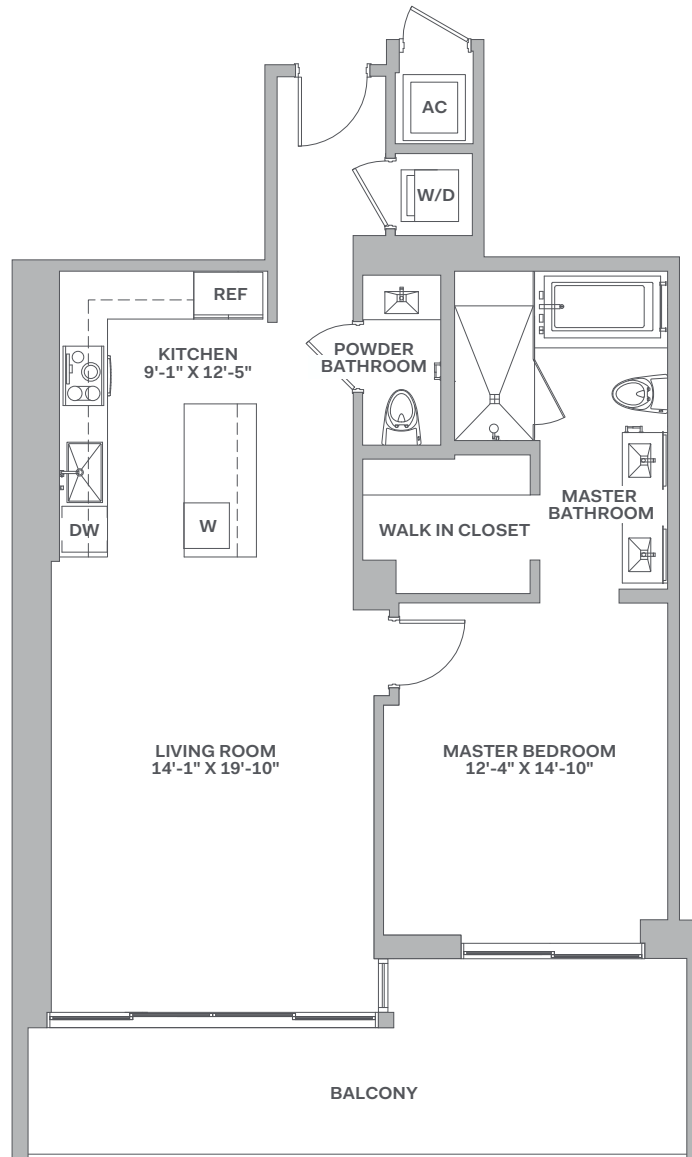 AC
W/D
REF
KITCHEN
9'-1" X 12'-5"
POWDER
BATHROOM
DW
W
WALK IN CLOSET
MASTER
BATHROOM
LIVING ROOM
14'-1" X 19'-10"
MASTER BEDROOM
12'-4" X 14'-10"
BALCONY